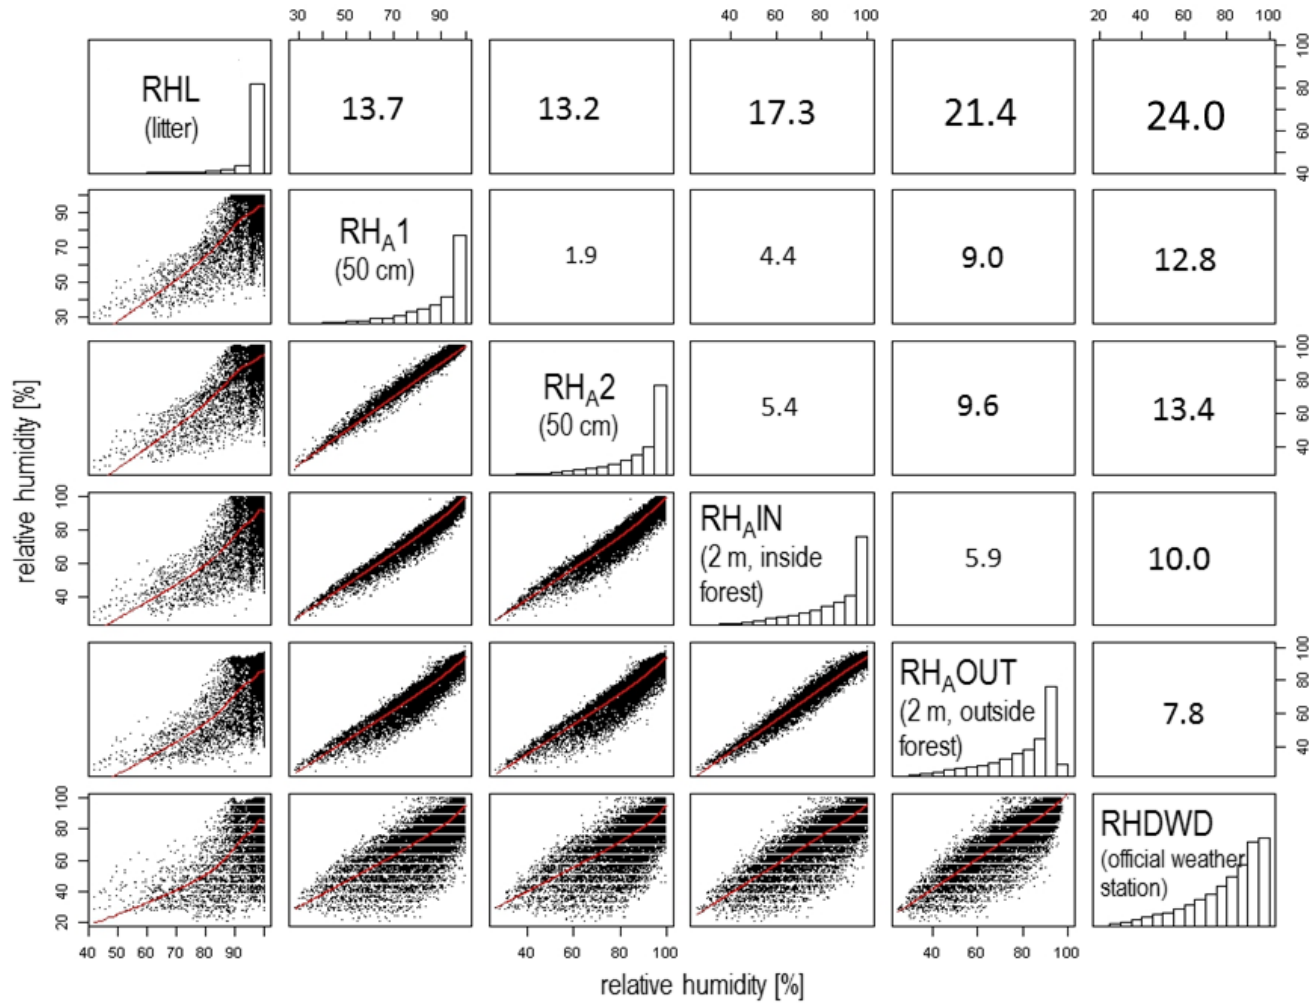 30 50 70 90 40 60 80 100 20 40 60 80 100
RHL
(litter)
13.7
13.2
17.3
21.4
24.0
40 60 80 100
30 50 70 90
RHA1
(50 cm)
1.9
4.4
9.0
12.8
relative humidity [%]
RHA2
(50 cm)
5.4
9.6
13.4
40 60 80 100
40 60 80 100
RHAIN
(2 m, inside
forest)
5.9
10.0
RHAOUT
(2 m, outside
forest)
7.8
40 60 80 100
20 40 60 80 100
RHDWD
(official weather
station)
40 50 60 70 80 90 40 60 80 100 40 60 80 100
relative humidity [%]